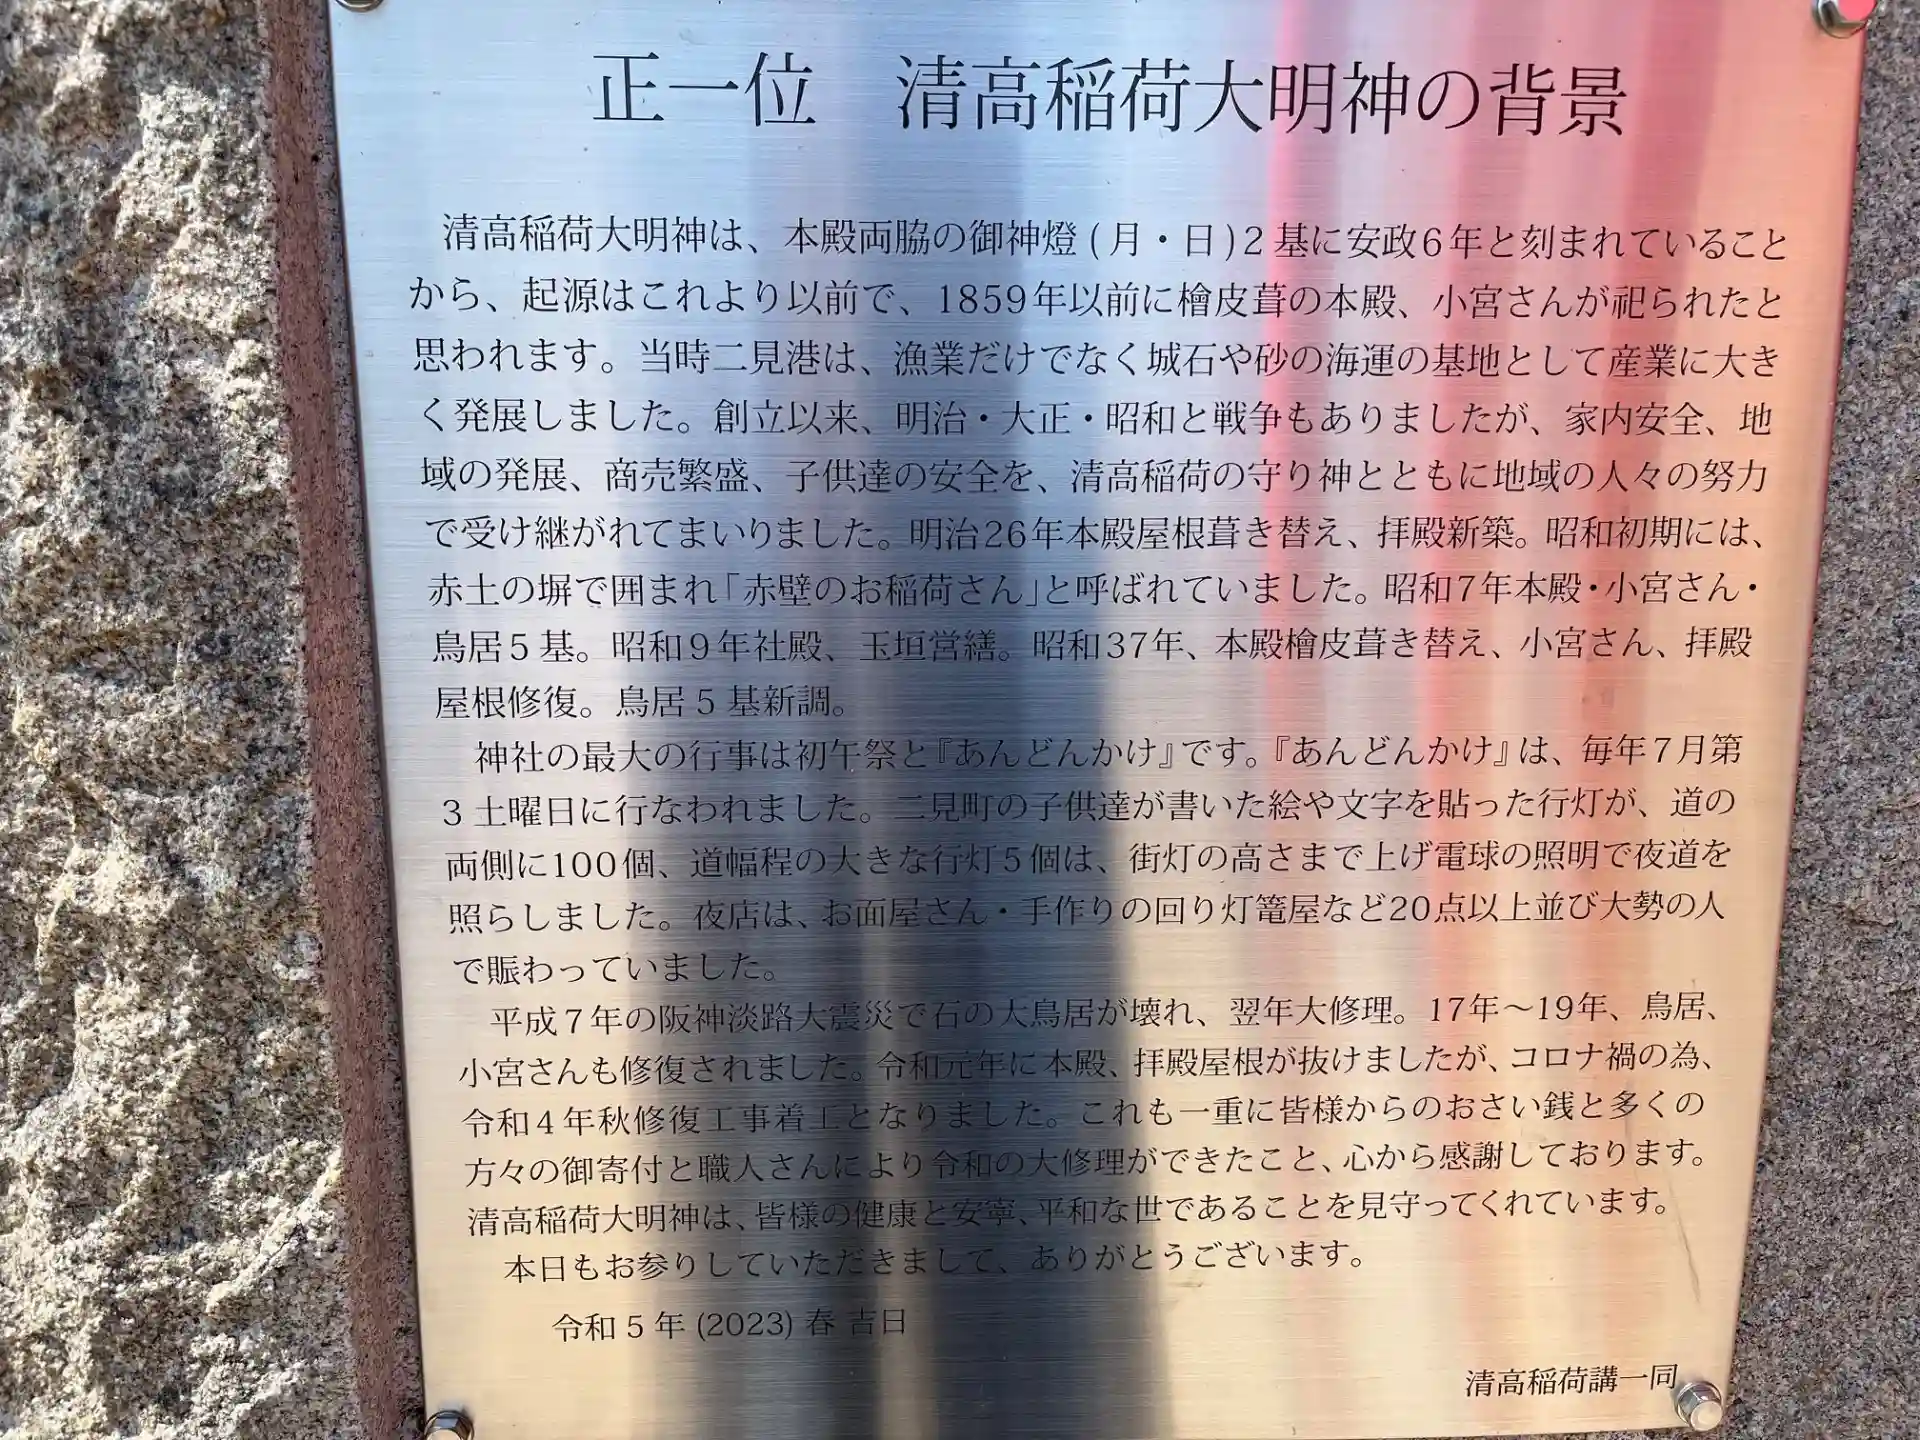 正一位　清高稲荷大明神の背景
清高稲荷大明神は、本殿両脇の御神燈(月・日)2基に安政6年と刻まれていること
から、起源はこれより以前で、1859年以前に檜皮葺の本殿、小宮さんが祀られたと
思われます。当時二見港は、漁業だけでなく城石や砂の海運の基地として産業に大き
く発展しました。創立以来、明治・大正・昭和と戦争もありましたが、家内安全、地
域の発展、商売繁盛、子供達の安全を、清高稲荷の守り神とともに地域の人々の努力
で受け継がれてまいりました。明治26年本殿屋根葺き替え、拝殿新築。昭和初期には、
赤土の塀で囲まれ「赤壁のお稲荷さん」と呼ばれていました。昭和7年本殿・小宮さん・
鳥居5基。昭和9年社殿、玉垣営繕。昭和37年、本殿檜皮葺き替え、小宮さん、拝殿
屋根修復。鳥居5基新調。
神社の最大の行事は初午祭と『あんどんかけ』です。『あんどんかけ』は、毎年7月第
3土曜日に行なわれました。二見町の子供達が書いた絵や文字を貼った行灯が、道の
両側に100個、道幅程の大きな行灯5個は、街灯の高さまで上げ電球の照明で夜道を
照らしました。夜店は、お面屋さん・手作りの回り灯篭屋など20点以上並び大勢の人
で賑わっていました。
平成7年の阪神淡路大震災で石の大鳥居が壊れ、翌年大修理。17年～19年、鳥居、
小宮さんも修復されました。令和元年に本殿、拝殿屋根が抜けましたが、コロナ禍の為、
令和4年秋修復工事着工となりました。これも一重に皆様からのおさい銭と多くの
方々の御寄付と職人さんにより令和の大修理ができたこと、心から感謝しております。
清高稲荷大明神は、皆様の健康と安寧、平和な世であることを見守ってくれています。
本日もお参りしていただきまして、ありがとうございます。
令和5年(2023)春 吉日
清高稲荷講一同